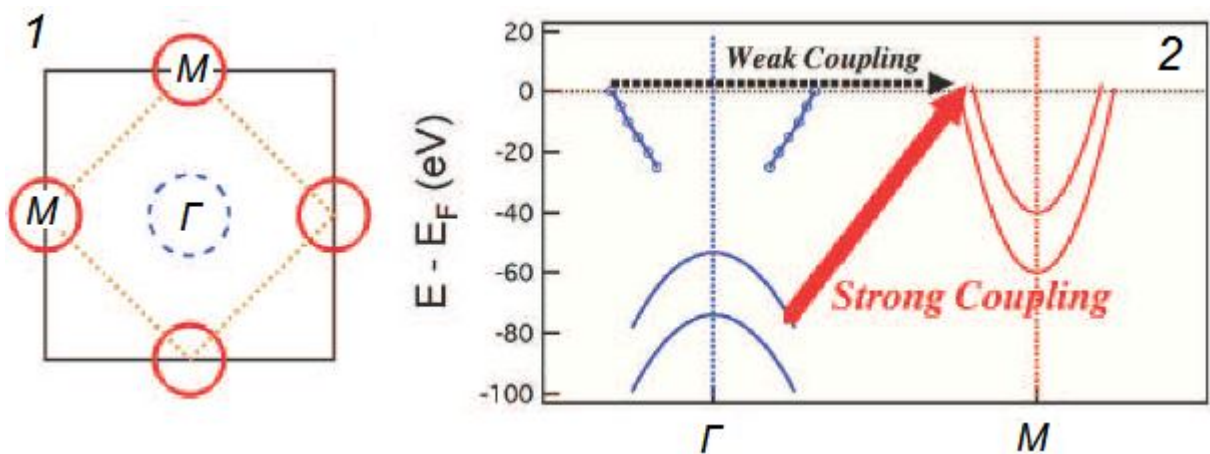 1
M
M
Γ
2
Weak Coupling
Strong Coupling
E - E_F (eV)
20
0
-20
-40
-60
-80
-100
Γ
M